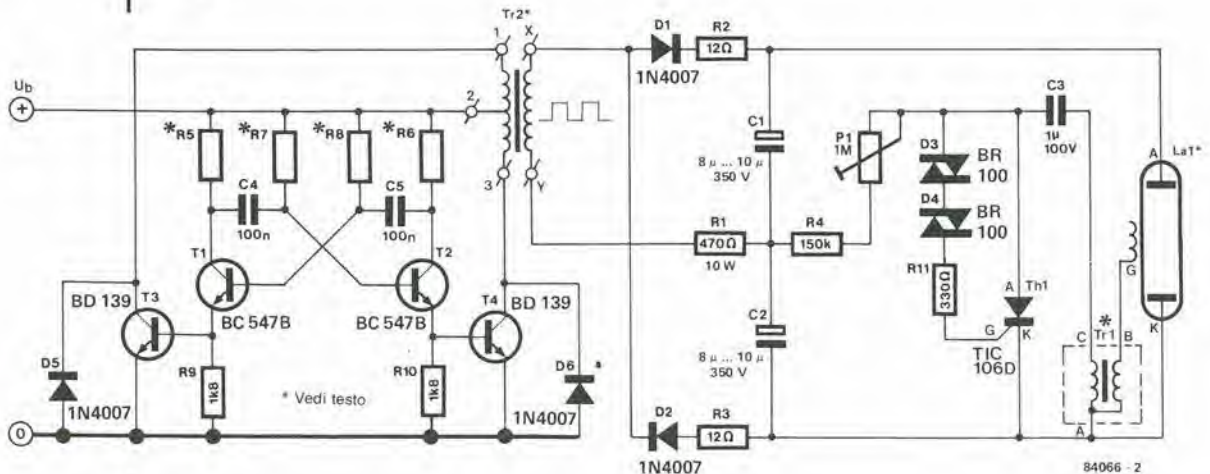 Ub
+
0
*R5
*R7
*R8
*R6
C4
100n
C5
100n
T1
T2
BC 547B
BC 547B
BD 139
T3
T4
BD 139
D5
1N4007
R9
1k8
* Vedi testo
R10
1k8
D6
1N4007
Tr2*
1
2
3
X
Y
D1
1N4007
R2
12Ω
C1
8 µ ... 10 µ
350 V
R1
470Ω
10 W
R4
150k
C2
8 µ ... 10 µ
350 V
D2
1N4007
R3
12Ω
P1
1M
D3
BR
100
D4
BR
100
R11
330Ω
A
Th1
G
K
TIC
106D
C3
1µ
100V
A
La1*
G
K
*
C
Tr1
B
A
84066 - 2